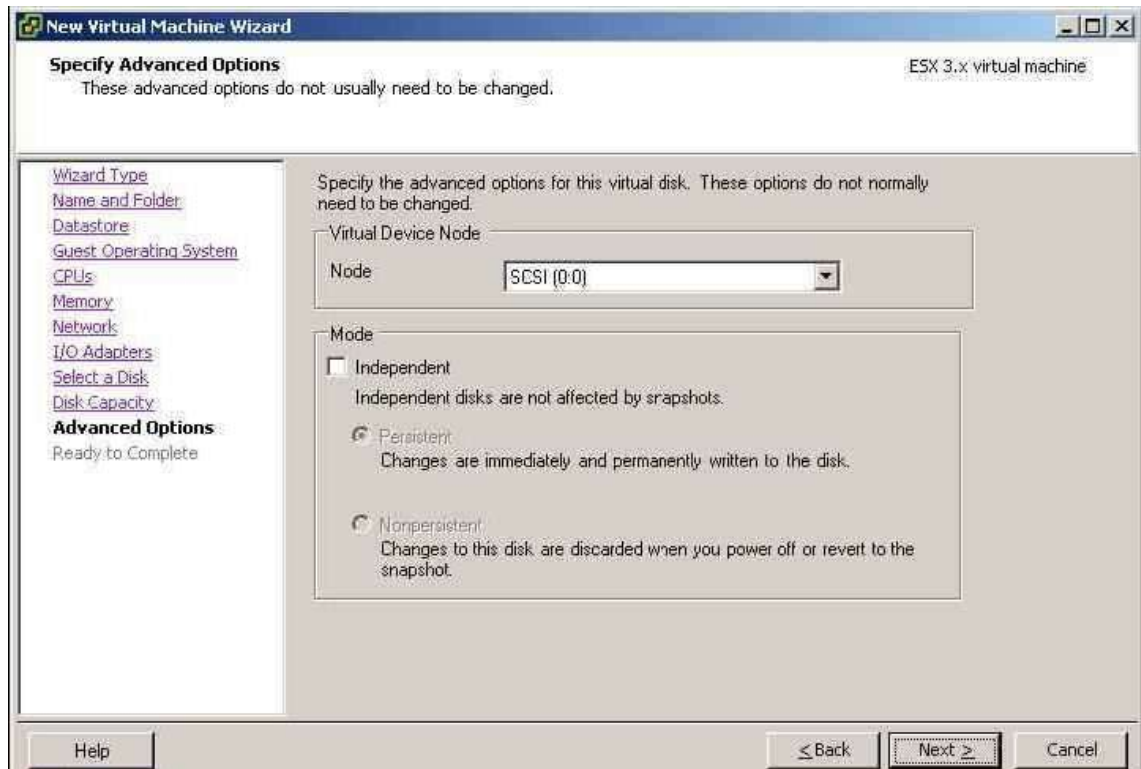 New Virtual Machine Wizard
Specify Advanced Options
ESX 3.x virtual machine
These advanced options do not usually need to be changed.
Wizard Type
Name and Folder
Datastore
Guest Operating System
CPUs
Memory
Network
I/O Adapters
Select a Disk
Disk Capacity
Advanced Options
Ready to Complete
Specify the advanced options for this virtual disk. These options do not normally
need to be changed.
Virtual Device Node
Node
SCSI (0:0)
Mode
Independent
Independent disks are not affected by snapshots.
Persistent
Changes are immediately and permanently written to the disk.
Nonpersistent
Changes to this disk are discarded when you power off or revert to the
snapshot.
Help
< Back
Next >
Cancel